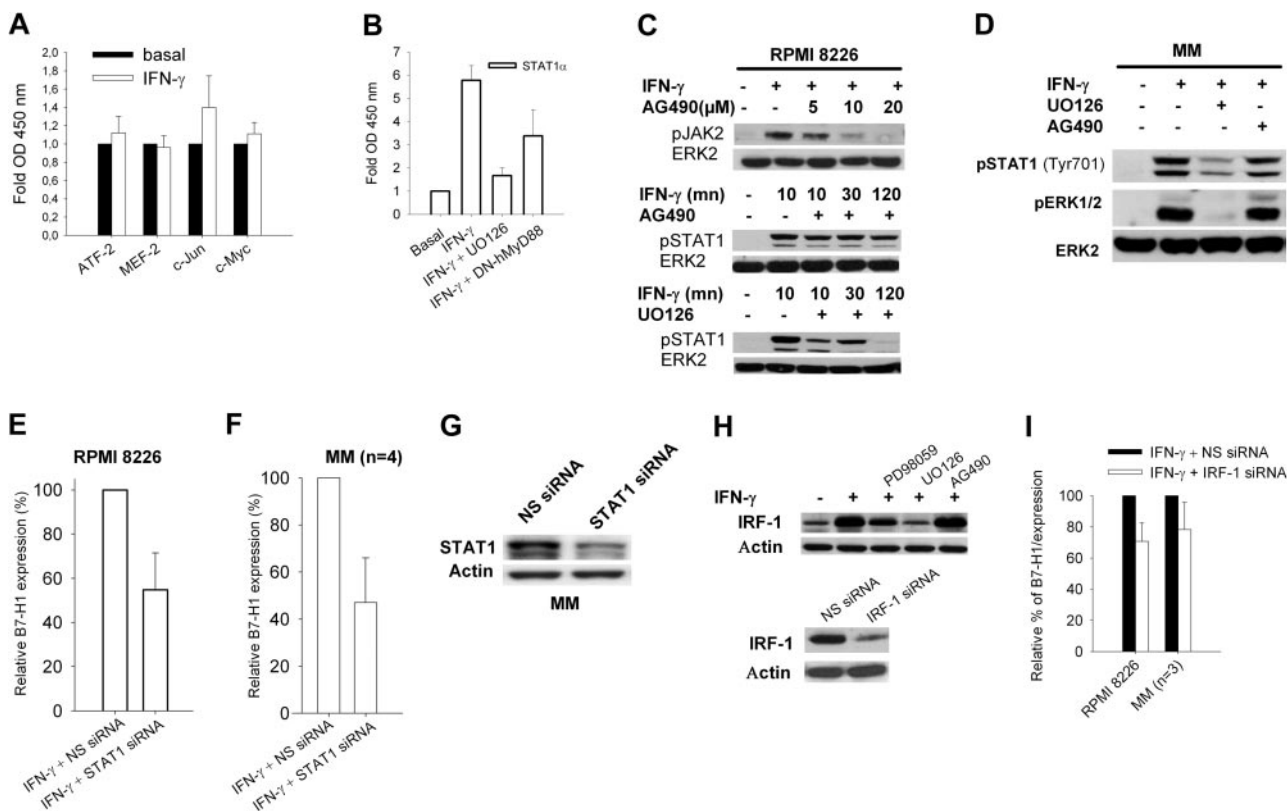 A
basal
IFN-γ
Fold OD 450 nm
2,0
1,8
1,6
1,4
1,2
1,0
0,8
0,6
0,4
0,2
0,0
ATF-2
MEF-2
c-Jun
c-Myc
B
STAT1α
Fold OD 450 nm
7
6
5
4
3
2
1
0
Basal
IFN-γ
IFN-γ + UO126
IFN-γ + DN-hMyD88
C
RPMI 8226
IFN-γ - + + + +
AG490(μM) - - 5 10 20
pJAK2
ERK2
IFN-γ (mn) - 10 10 30 120
AG490 - - + + +
pSTAT1
ERK2
IFN-γ (mn) - 10 10 30 120
UO126 - - + + +
pSTAT1
ERK2
D
MM
IFN-γ - + + +
UO126 - - + -
AG490 - - - +
pSTAT1 (Tyr701)
pERK1/2
ERK2
E
RPMI 8226
Relative B7-H1 expression (%)
100
80
60
40
20
0
IFN-γ + NS siRNA
IFN-γ + STAT1 siRNA
F
MM (n=4)
Relative B7-H1 expression (%)
100
80
60
40
20
0
IFN-γ + NS siRNA
IFN-γ + STAT1 siRNA
G
NS siRNA
STAT1 siRNA
STAT1
Actin
MM
H
PD98059
UO126
AG490
IFN-γ - + + + +
IRF-1
Actin
NS siRNA
IRF-1 siRNA
IRF-1
Actin
I
IFN-γ + NS siRNA
IFN-γ + IRF-1 siRNA
Relative % of B7-H1/expression
100
80
60
40
20
0
RPMI 8226
MM (n=3)